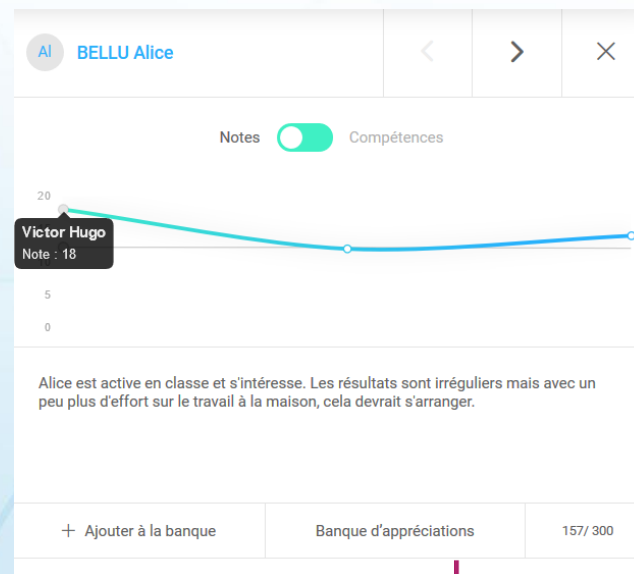 Al BELLU Alice
Notes Compétences
20
Victor Hugo
Note : 18
5
0
Alice est active en classe et s'intéresse. Les résultats sont irréguliers mais avec un
peu plus d'effort sur le travail à la maison, cela devrait s'arranger.
+ Ajouter à la banque Banque d'appréciations 157/ 300